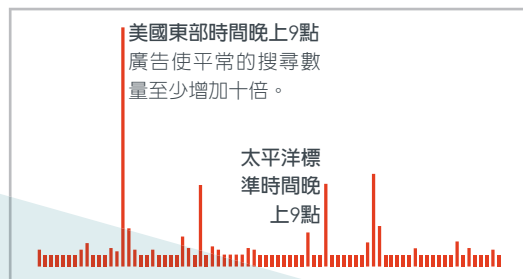 美國東部時間晚上9點
廣告使平常的搜尋數
量至少增加十倍。
太平洋標
準時間晚
上9點